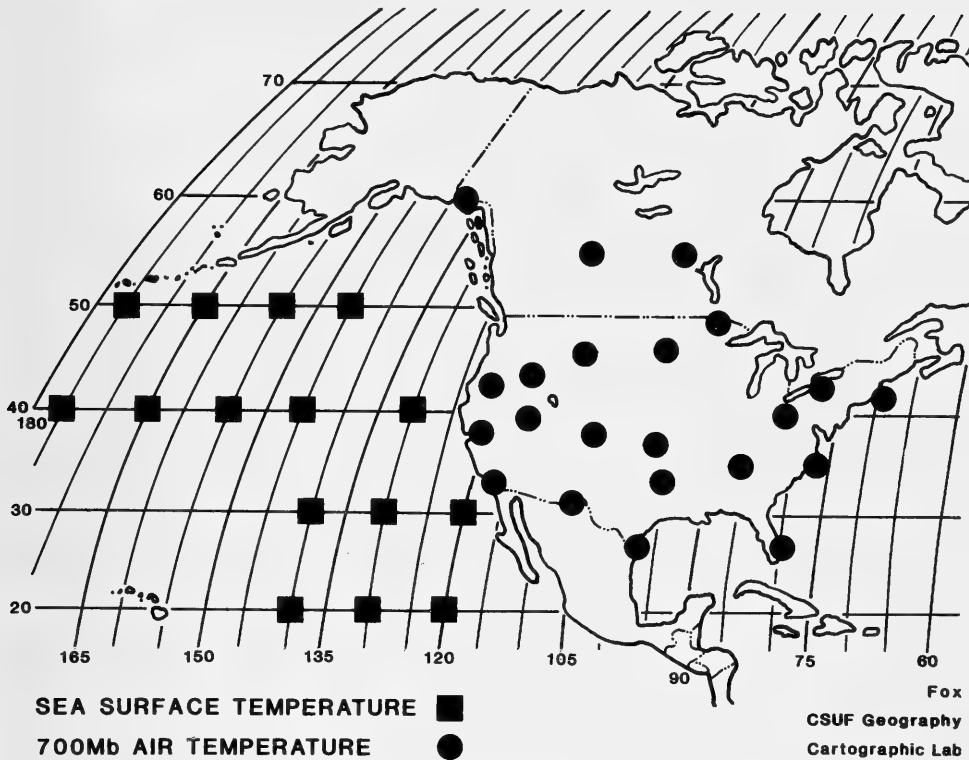 70
60
50
40
180
30
20
165 150 135 120 105 90 75 60
SEA SURFACE TEMPERATURE
700Mb AIR TEMPERATURE
Fox
CSUF Geography
Cartographic Lab